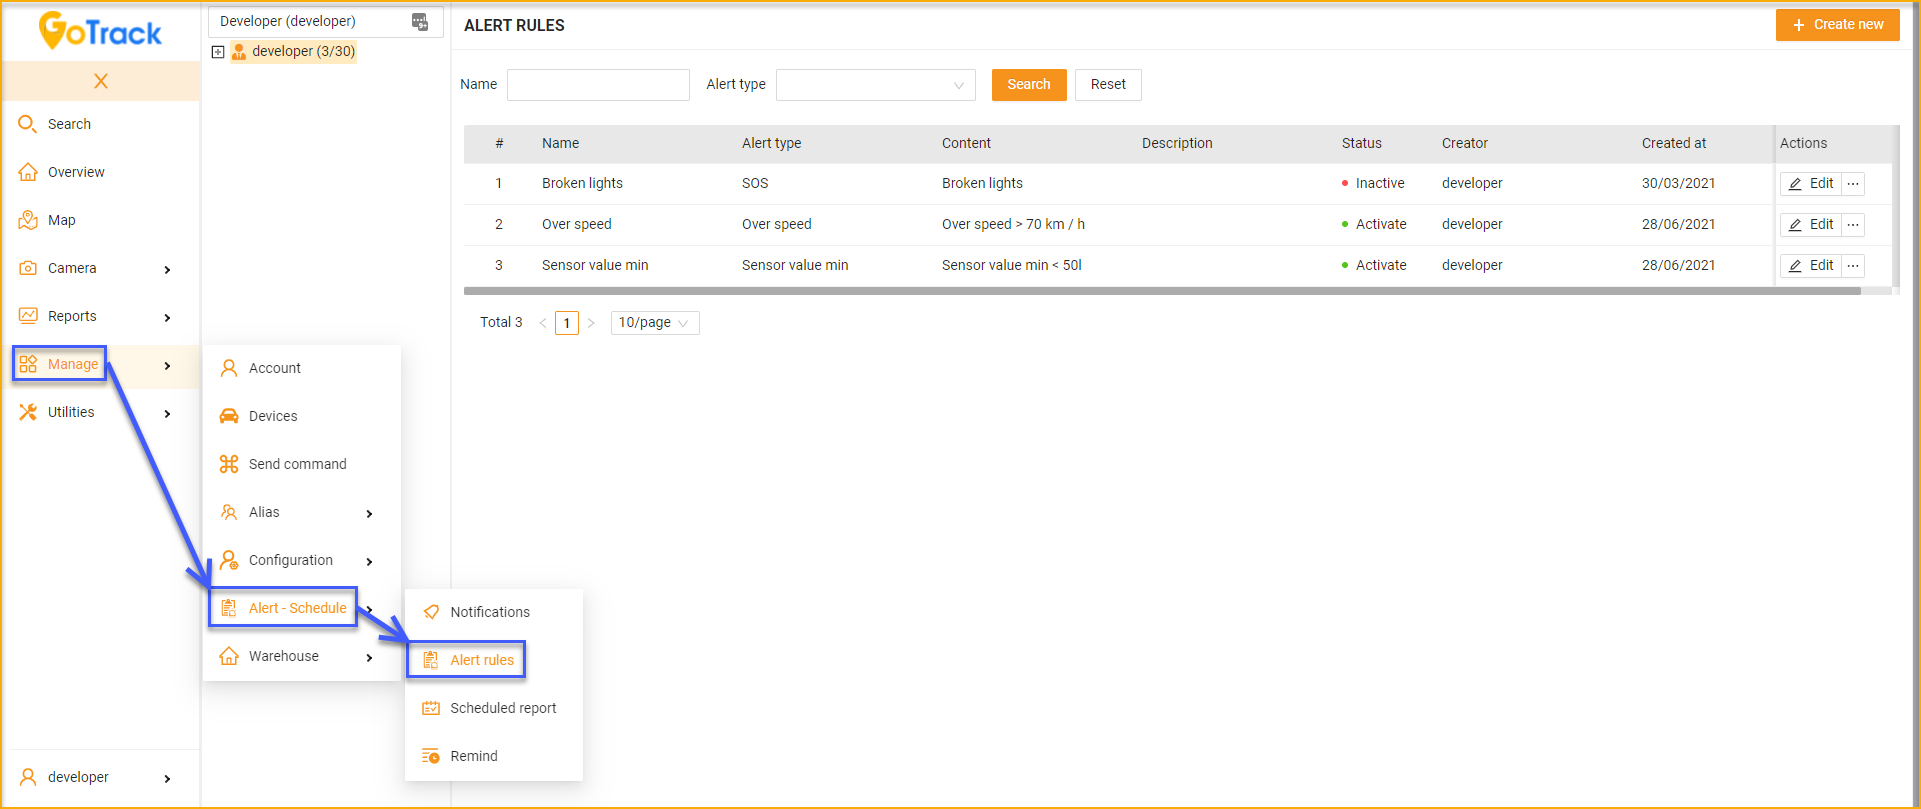 GoTrack
Search
Overview
Map
Camera
Reports
Manage
Utilities
developer
Developer (developer)
developer (3/30)
Account
Devices
Send command
Alias
Configuration
Alert - Schedule
Warehouse
Notifications
Alert rules
Scheduled report
Remind
ALERT RULES
+ Create new
Name Alert type Search Reset
# Name Alert type Content Description Status Creator Created at Actions
1 Broken lights SOS Broken lights Inactive developer 30/03/2021 Edit ...
2 Over speed Over speed Over speed > 70 km / h Activate developer 28/06/2021 Edit ...
3 Sensor value min Sensor value min Sensor value min < 50l Activate developer 28/06/2021 Edit ...
Total 3 < 1 > 10/page